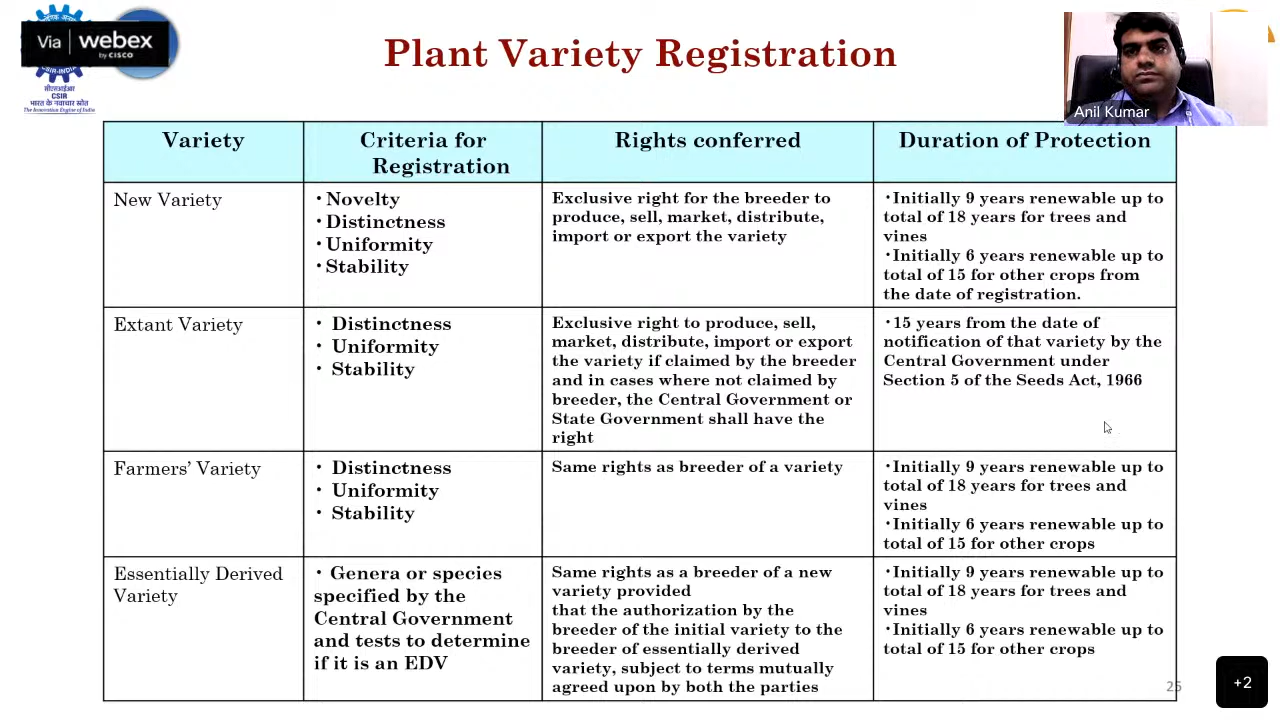 Via webex
by CISCO
CSIR-INDIA
सीएसआईआर
भारत के नवाचार स्रोत
CSIR
The Innovation Engine of India
Plant Variety Registration
Anil Kumar
Variety
Criteria for
Registration
Rights conferred
Duration of Protection
New Variety
• Novelty
• Distinctness
• Uniformity
• Stability
Exclusive right for the breeder to
produce, sell, market, distribute,
import or export the variety
•Initially 9 years renewable up to
total of 18 years for trees and
vines
•Initially 6 years renewable up to
total of 15 for other crops from
the date of registration.
Extant Variety
• Distinctness
• Uniformity
• Stability
Exclusive right to produce, sell,
market, distribute, import or export
the variety if claimed by the breeder
and in cases where not claimed by
breeder, the Central Government or
State Government shall have the
right
•15 years from the date of
notification of that variety by the
Central Government under
Section 5 of the Seeds Act, 1966
Farmers’ Variety
• Distinctness
• Uniformity
• Stability
Same rights as breeder of a variety
•Initially 9 years renewable up to
total of 18 years for trees and
vines
•Initially 6 years renewable up to
total of 15 for other crops
Essentially Derived
Variety
• Genera or species
specified by the
Central Government
and tests to determine
if it is an EDV
Same rights as a breeder of a new
variety provided
that the authorization by the
breeder of the initial variety to the
breeder of essentially derived
variety, subject to terms mutually
agreed upon by both the parties
•Initially 9 years renewable up to
total of 18 years for trees and
vines
•Initially 6 years renewable up to
total of 15 for other crops
25
+2